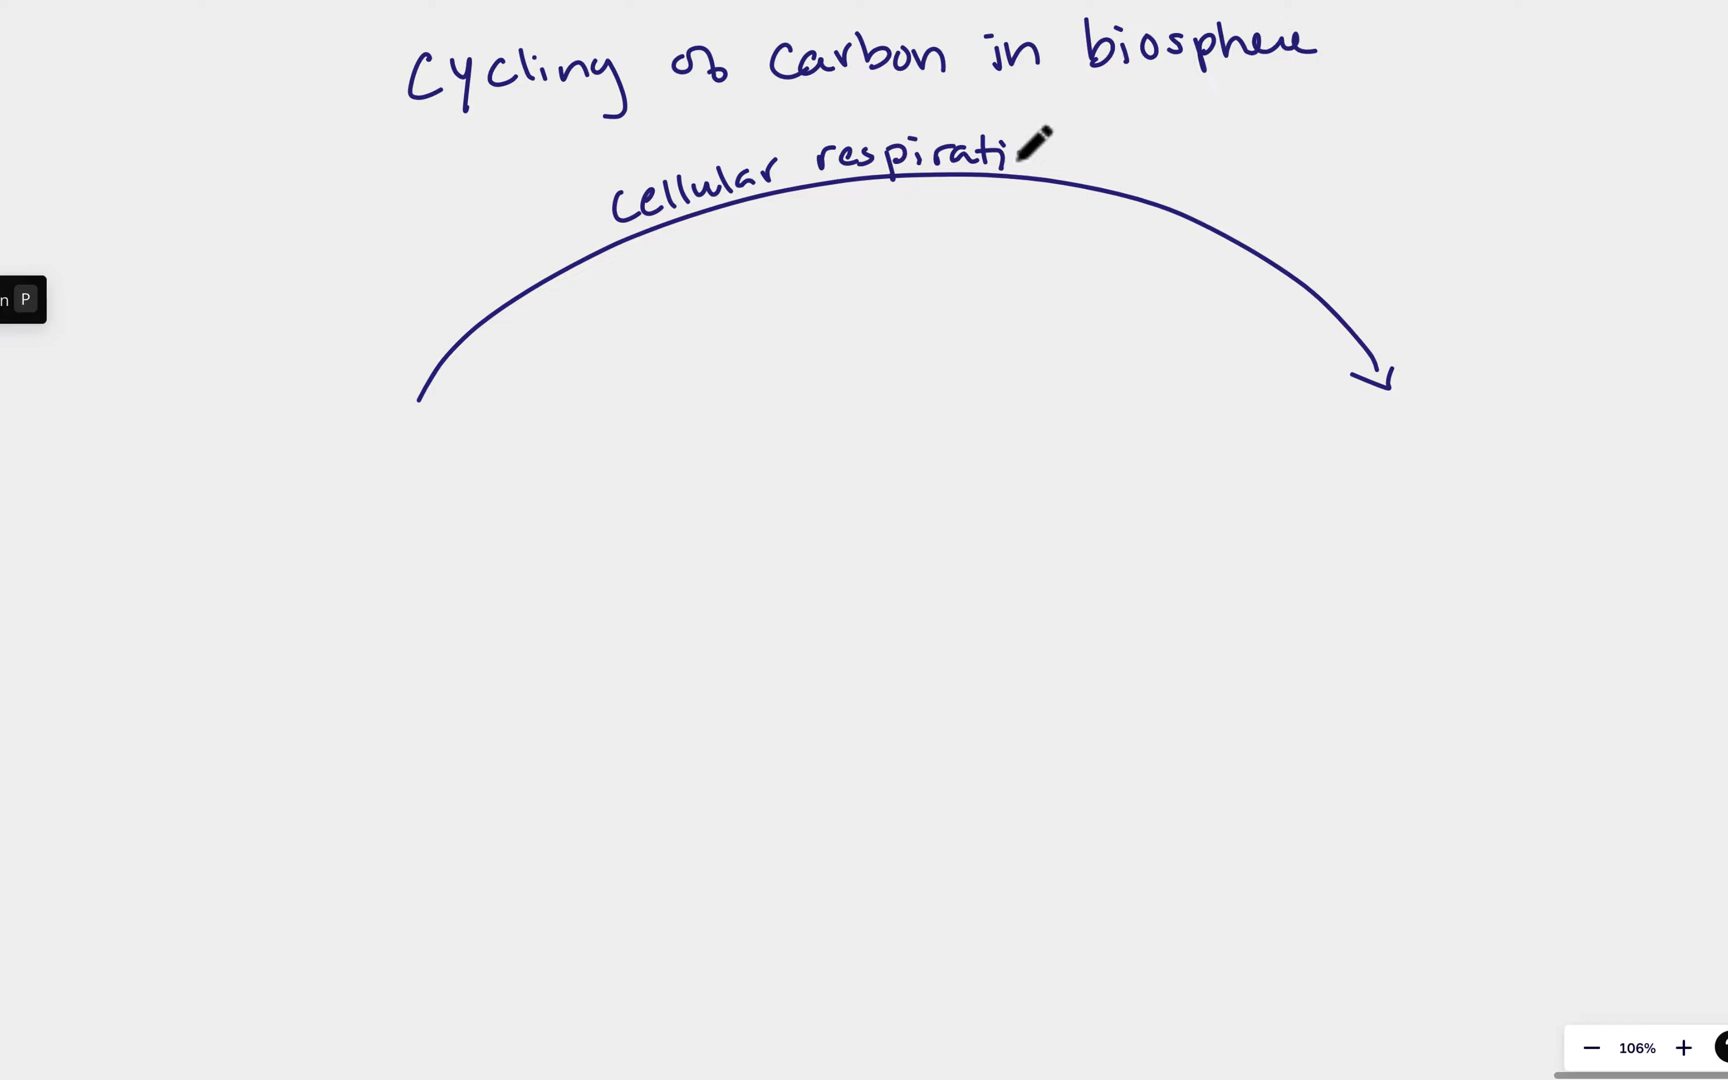 Cycling of carbon in biosphere
cellular respirati
n P
106%